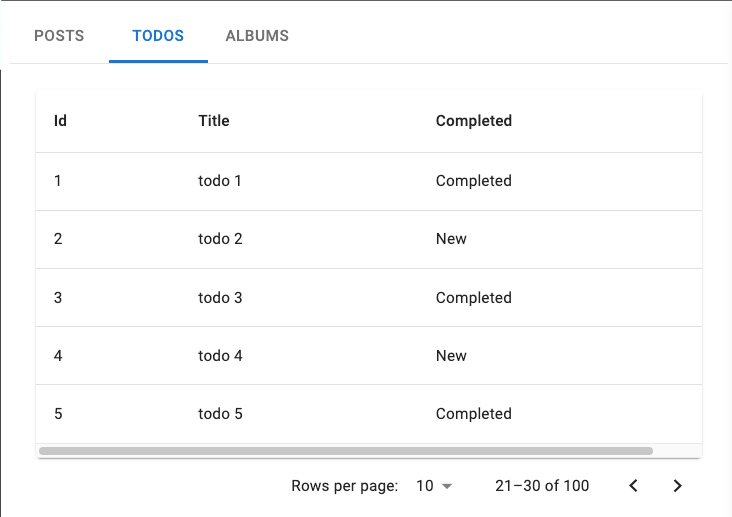 POSTS TODOS ALBUMS
Id Title Completed
1 todo 1 Completed
2 todo 2 New
3 todo 3 Completed
4 todo 4 New
5 todo 5 Completed
Rows per page: 10 21–30 of 100